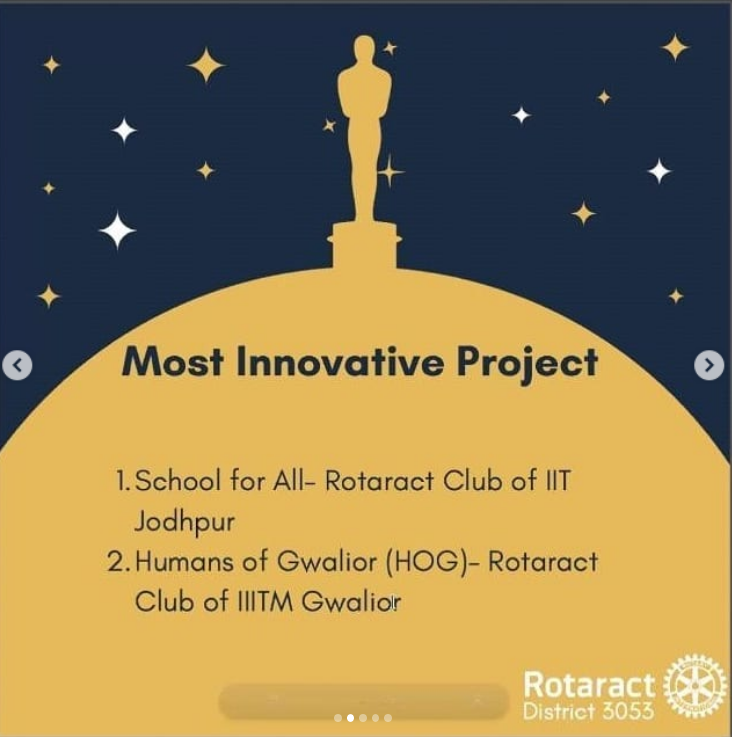 Most Innovative Project
1. School for All- Rotaract Club of IIT
Jodhpur
2. Humans of Gwalior (HOG)- Rotaract
Club of IIITM Gwalior
Rotaract
District 3053